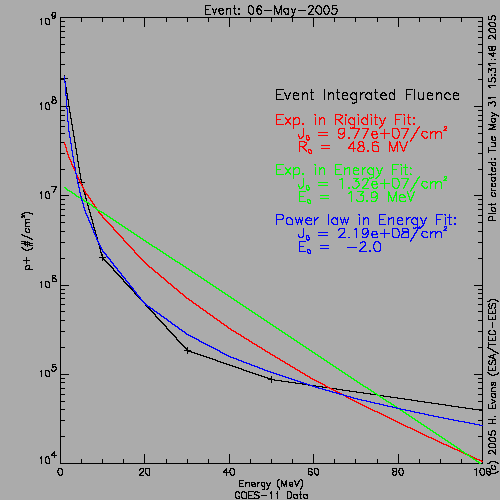 Event: 06-May-2005
10⁹
10⁸
10⁷
10⁶
10⁵
10⁴
p+ (#/cm²)
Event Integrated Fluence
Exp. in Rigidity Fit:
J₀ = 9.77e+07/cm²
R₀ = 48.6 MV
Exp. in Energy Fit:
J₀ = 1.32e+07/cm²
E₀ = 13.9 MeV
Power law in Energy Fit:
J₀ = 2.19e+08/cm²
E₀ = -2.0
0 20 40 60 80 100
Energy (MeV)
GOES-11 Data
Plot created: Tue May 31 15:31:48 2005
(c) 2005 H. Evans (ESA/TEC-EES)